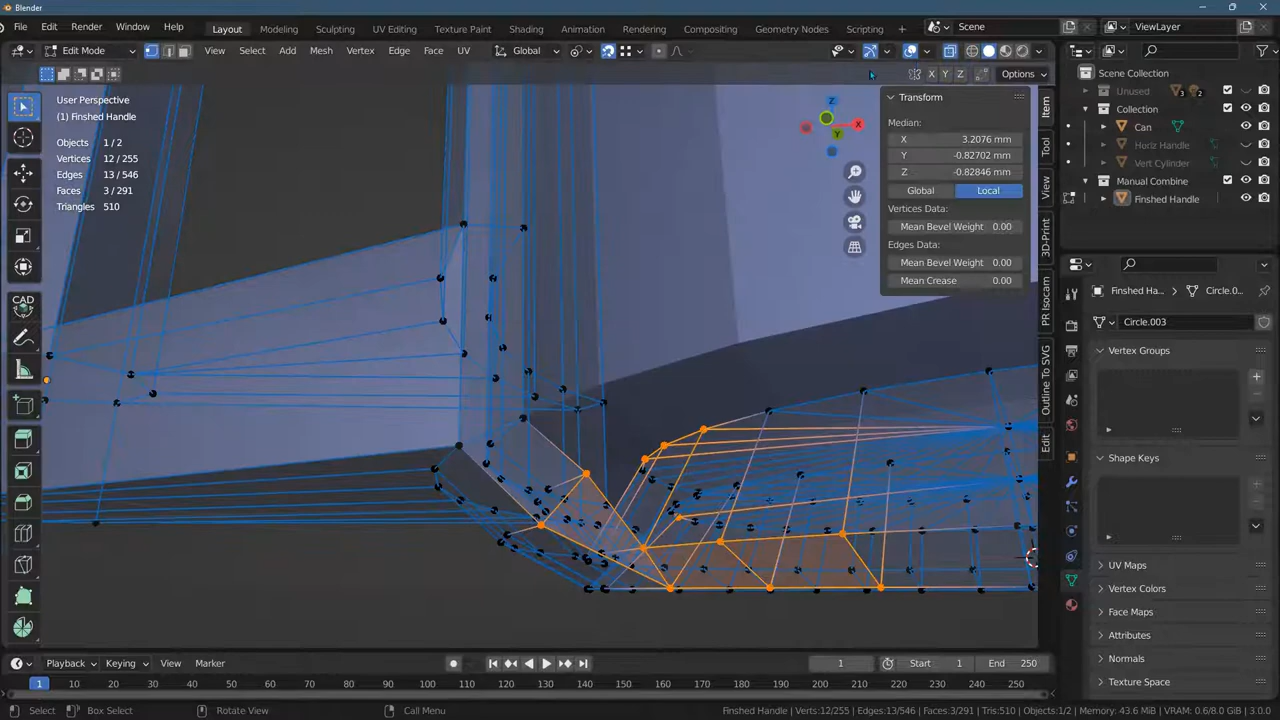 Blender
File Edit Render Window Help Layout Modeling Sculpting UV Editing Texture Paint Shading Animation Rendering Compositing Geometry Nodes Scripting + Scene ViewLayer
Edit Mode View Select Add Mesh Vertex Edge Face UV Global
X Y Z Options
User Perspective
(1) Finshed Handle
Objects 1 / 2
Vertices 12 / 255
Edges 13 / 546
Faces 3 / 291
Triangles 510
CAD
Z
X
Y
Transform
Median:
X 3.2076 mm
Y -0.82702 mm
Z -0.82846 mm
Global Local
Vertices Data:
Mean Bevel Weight 0.00
Edges Data:
Mean Bevel Weight 0.00
Mean Crease 0.00
Item
Tool
View
3D-Print
PR Isocam
Outline To SVG
Edit
Scene Collection
Unused 3 2
Collection
Can
Horiz Handle
Vert Cylinder
Manual Combine
Finshed Handle
Finshed Ha... Circle.0...
Circle.003
Vertex Groups
Shape Keys
UV Maps
Vertex Colors
Face Maps
Attributes
Normals
Texture Space
Playback Keying View Marker 1 Start 1 End 250
1 10 20 30 40 50 60 70 80 90 100 110 120 130 140 150 160 170 180 190 200 210 220 230 240 250
Select Box Select Rotate View Call Menu Finshed Handle | Verts:12/255 | Edges:13/546 | Faces:3/291 | Tris:510 | Objects:1/2 | Memory: 43.6 MiB | VRAM: 0.6/8.0 GiB | 3.0.0